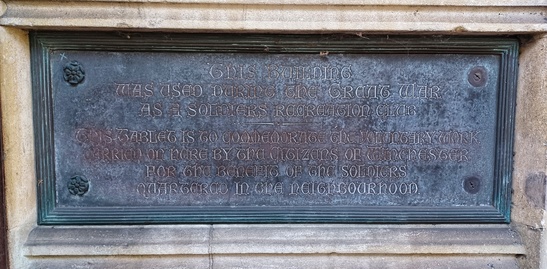 THIS BUILDING
WAS USED DURING THE GREAT WAR
AS A SOLDIERS RECREATION CLUB
THIS TABLET IS TO COMMEMORATE THE VOLUNTARY WORK
CARRIED ON HERE BY THE CITIZENS OF WINCHESTER
FOR THE BENEFIT OF THE SOLDIERS
QUARTERED IN THE NEIGHBOURHOOD